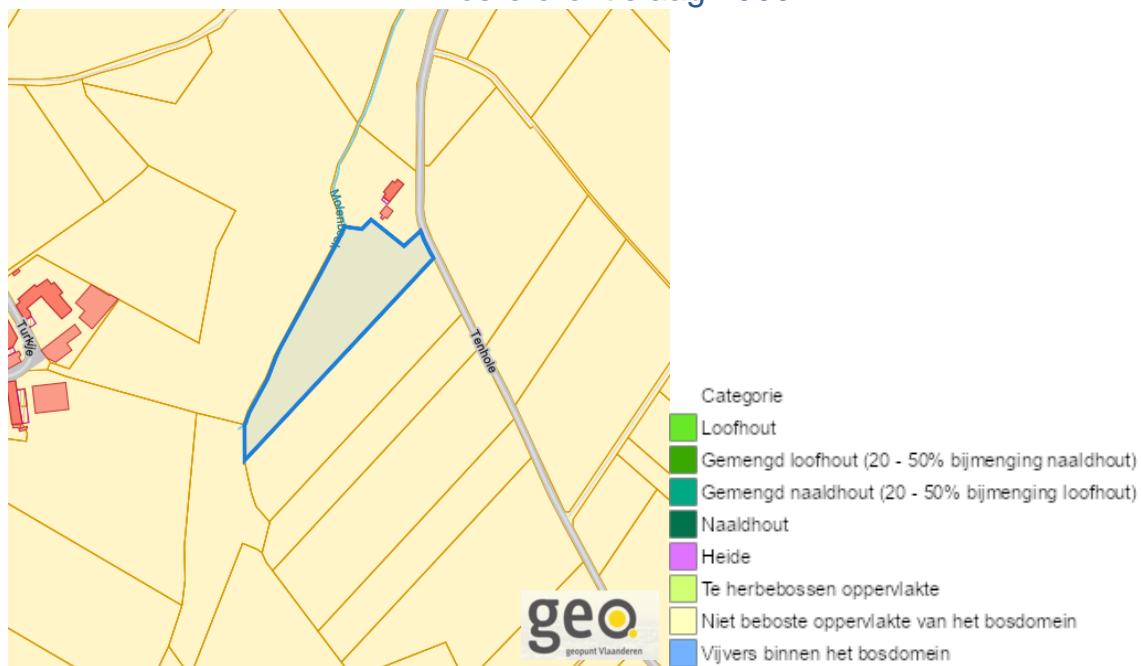 Molenbeek
Tenhole
Turkije
geo.
geopunt Vlaanderen
Categorie
Loofhout
Gemengd loofhout (20 - 50% bijmenging naaldhout)
Gemengd naaldhout (20 - 50% bijmenging loofhout)
Naaldhout
Heide
Te herbebossen oppervlakte
Niet beboste oppervlakte van het bosdomein
Vijvers binnen het bosdomein